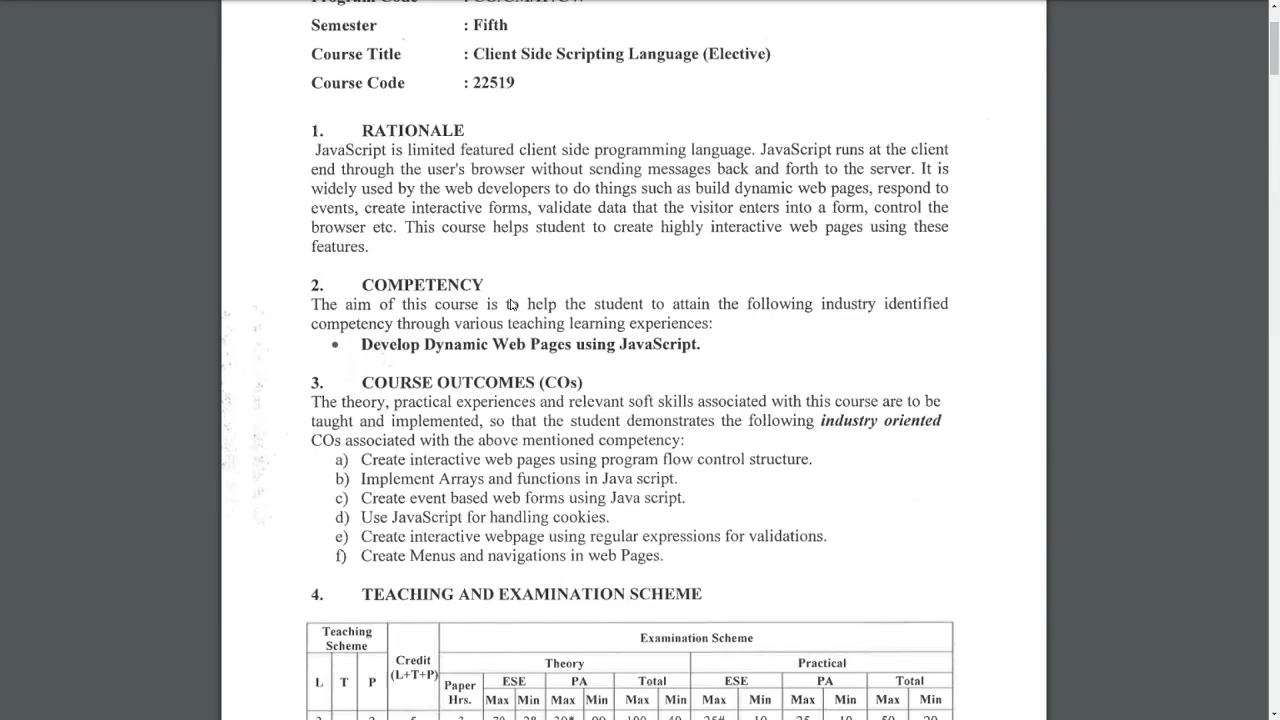 Semester : Fifth
Course Title : Client Side Scripting Language (Elective)
Course Code : 22519
1. RATIONALE
JavaScript is limited featured client side programming language. JavaScript runs at the client
end through the user's browser without sending messages back and forth to the server. It is
widely used by the web developers to do things such as build dynamic web pages, respond to
events, create interactive forms, validate data that the visitor enters into a form, control the
browser etc. This course helps student to create highly interactive web pages using these
features.
2. COMPETENCY
The aim of this course is to help the student to attain the following industry identified
competency through various teaching learning experiences:
• Develop Dynamic Web Pages using JavaScript.
3. COURSE OUTCOMES (COs)
The theory, practical experiences and relevant soft skills associated with this course are to be
taught and implemented, so that the student demonstrates the following industry oriented
COs associated with the above mentioned competency:
a) Create interactive web pages using program flow control structure.
b) Implement Arrays and functions in Java script.
c) Create event based web forms using Java script.
d) Use JavaScript for handling cookies.
e) Create interactive webpage using regular expressions for validations.
f) Create Menus and navigations in web Pages.
4. TEACHING AND EXAMINATION SCHEME
Teaching
Scheme
Examination Scheme
Credit
(L+T+P)
Theory Practical
L T P
Paper
Hrs.
ESE PA Total ESE PA Total
Max Min Max Min Max Min Max Min Max Min Max Min